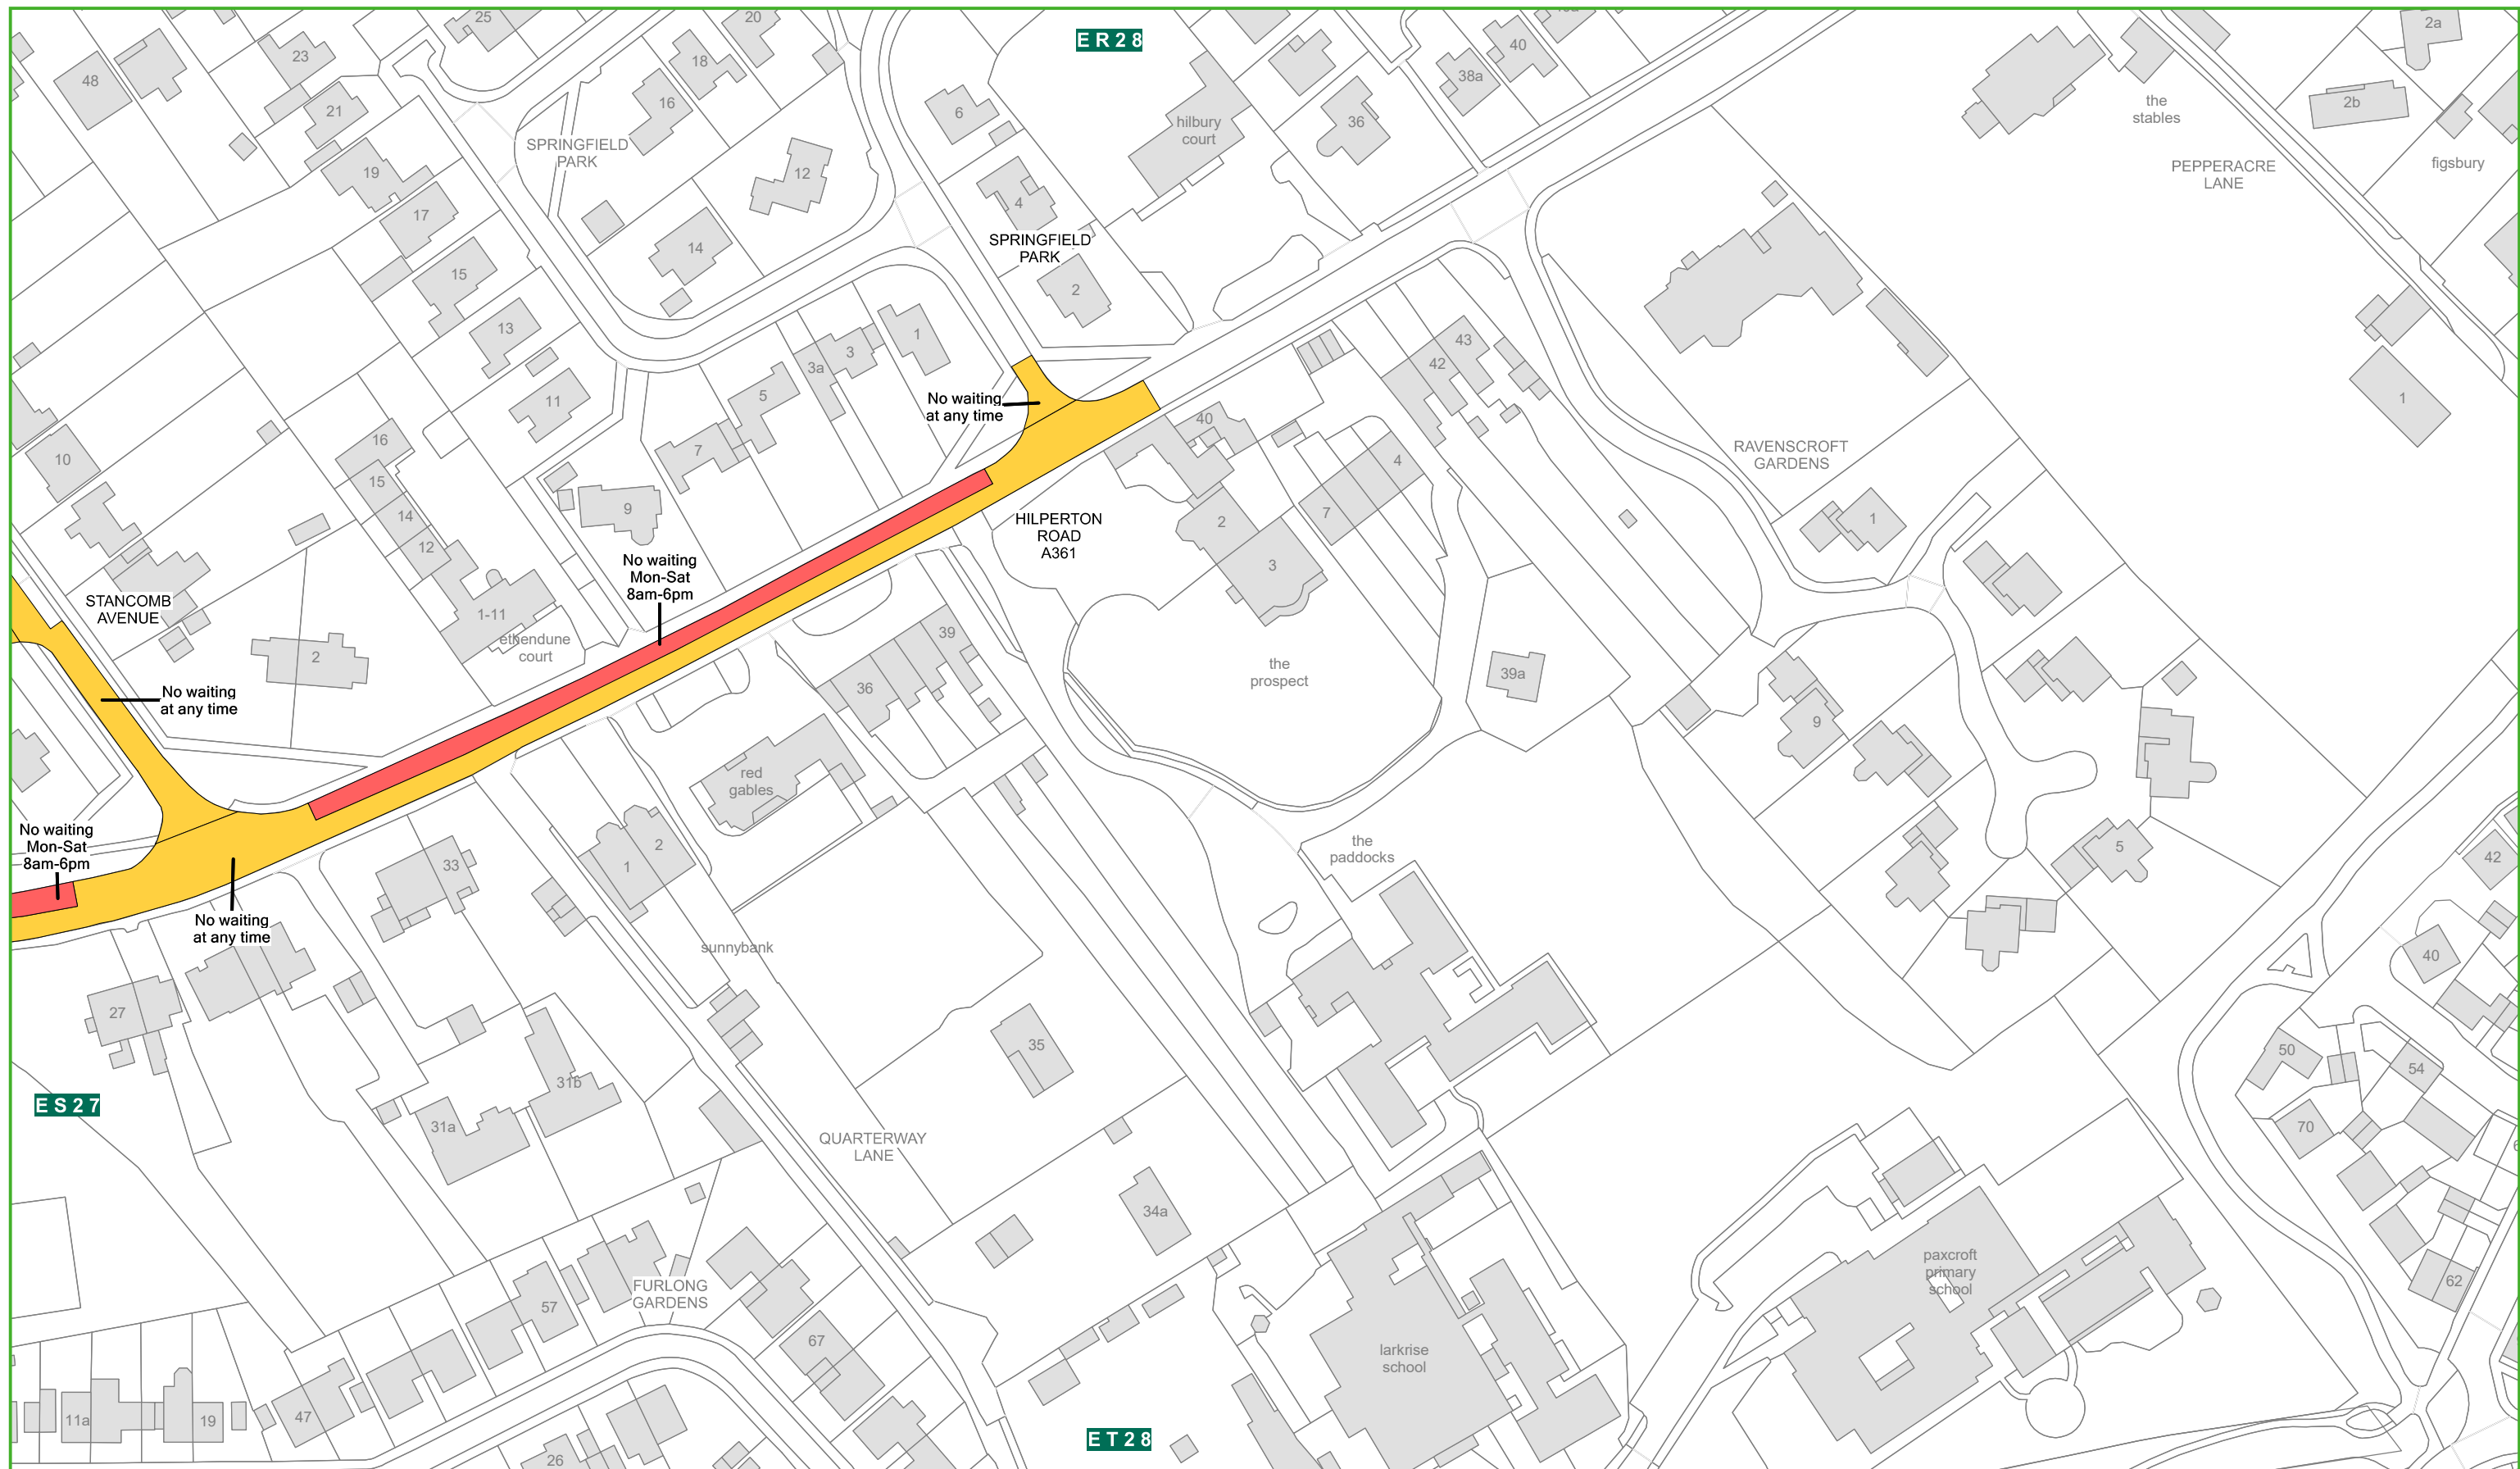 25
20
ER28
40
2a
48
23
18
38a
21
16
6
hilbury
court
36
2b
the
stables
SPRINGFIELD
PARK
19
12
4
PEPPERACRE
LANE
figsbury
17
14
SPRINGFIELD
PARK
15
2
13
1
3
3a
43
42
11
5
No waiting
at any time
1
16
7
40
10
15
4
RAVENSCROFT
GARDENS
14
9
7
2
1
12
HILPERTON
ROAD
A361
No waiting
Mon-Sat
8am-6pm
3
STANCOMB
AVENUE
1-11
ethendune
court
39
2
36
the
prospect
39a
No waiting
at any time
9
red
gables
No waiting
Mon-Sat
8am-6pm
33
2
1
the
paddocks
5
42
No waiting
at any time
sunnybank
40
27
35
50
54
31b
31a
ES27
70
QUARTERWAY
LANE
34a
FURLONG
GARDENS
57
paxcroft
primary
school
62
67
larkrise
school
11a
19
47
ET28
26